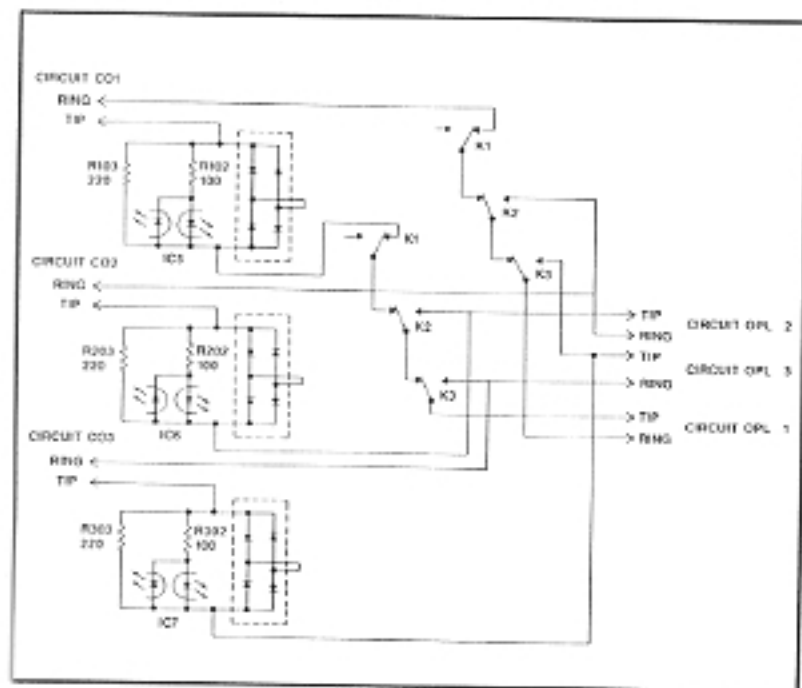 CIRCUIT CO1
RING
TIP
R103
220
R102
100
IC5
K1
K2
K3
K1
K2
K3
CIRCUIT CO2
RING
TIP
R203
220
R202
100
IC6
CIRCUIT CO3
RING
TIP
R303
220
R302
100
IC7
TIP
RING
CIRCUIT OPL 2
TIP
RING
CIRCUIT OPL 3
TIP
RING
CIRCUIT OPL 1